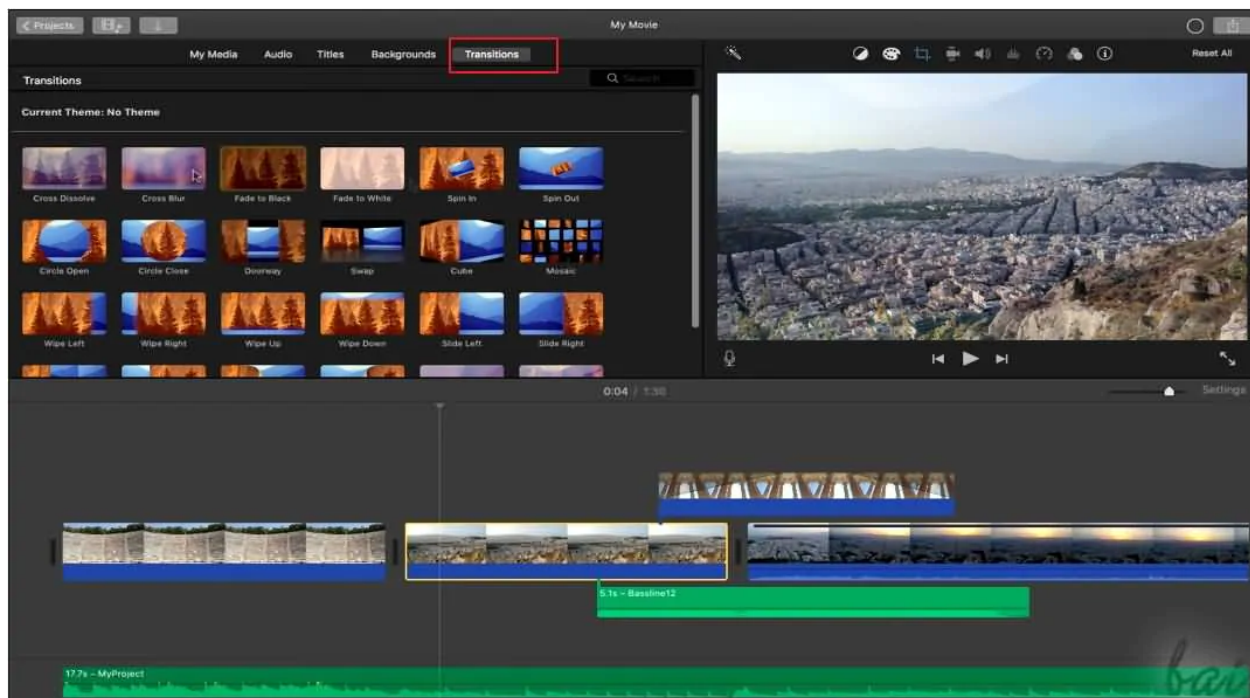 Projects
My Movie
My Media Audio Titles Backgrounds Transitions
Reset All
Transitions
Search
Current Theme: No Theme
Cross Dissolve Cross Blur Fade to Black Fade to White Spin In Spin Out
Circle Open Circle Close Doorway Swap Cube Mosaic
Wipe Left Wipe Right Wipe Up Wipe Down Slide Left Slide Right
0:04 / 1:36
Settings
5.1s – Bassline12
17.7s – MyProject